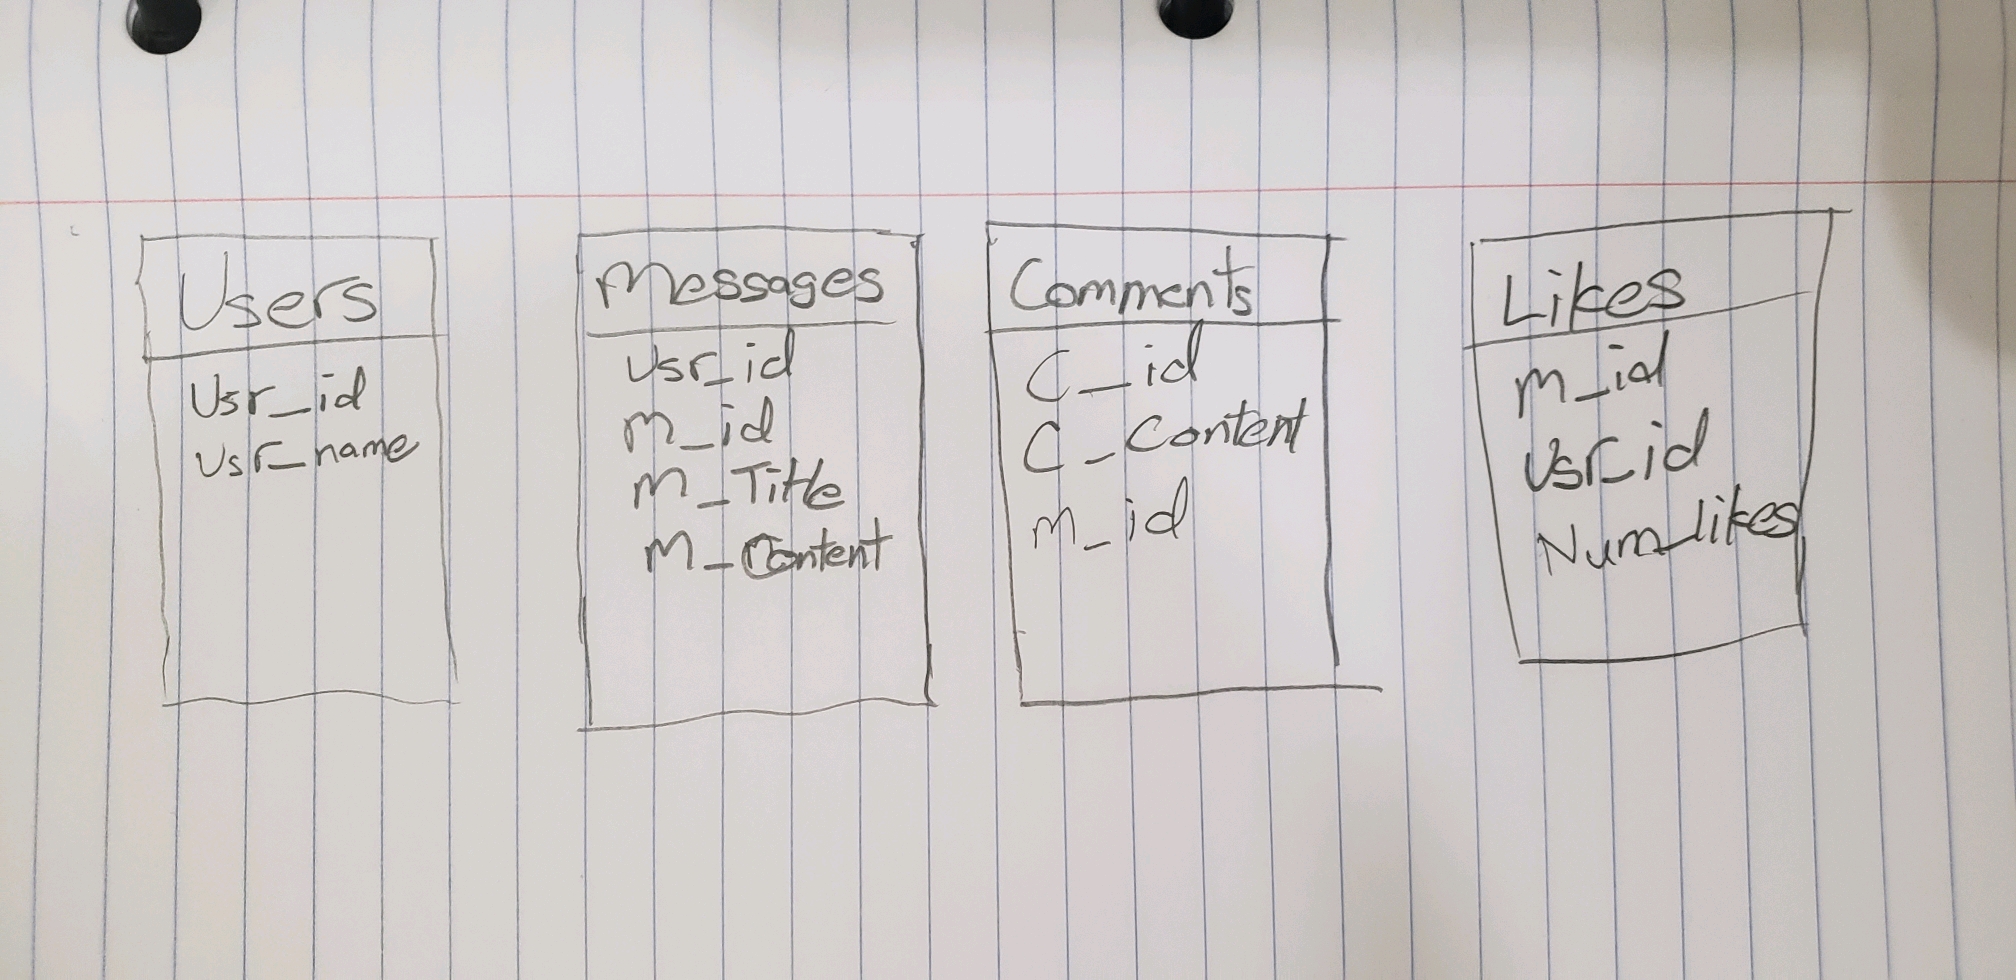 Users
Usr_id
Usr_name
Messages
Usr_id
m_id
m_Title
m_Content
Comments
C_id
C_Content
m_id
Likes
m_id
Usr_id
Num_likes